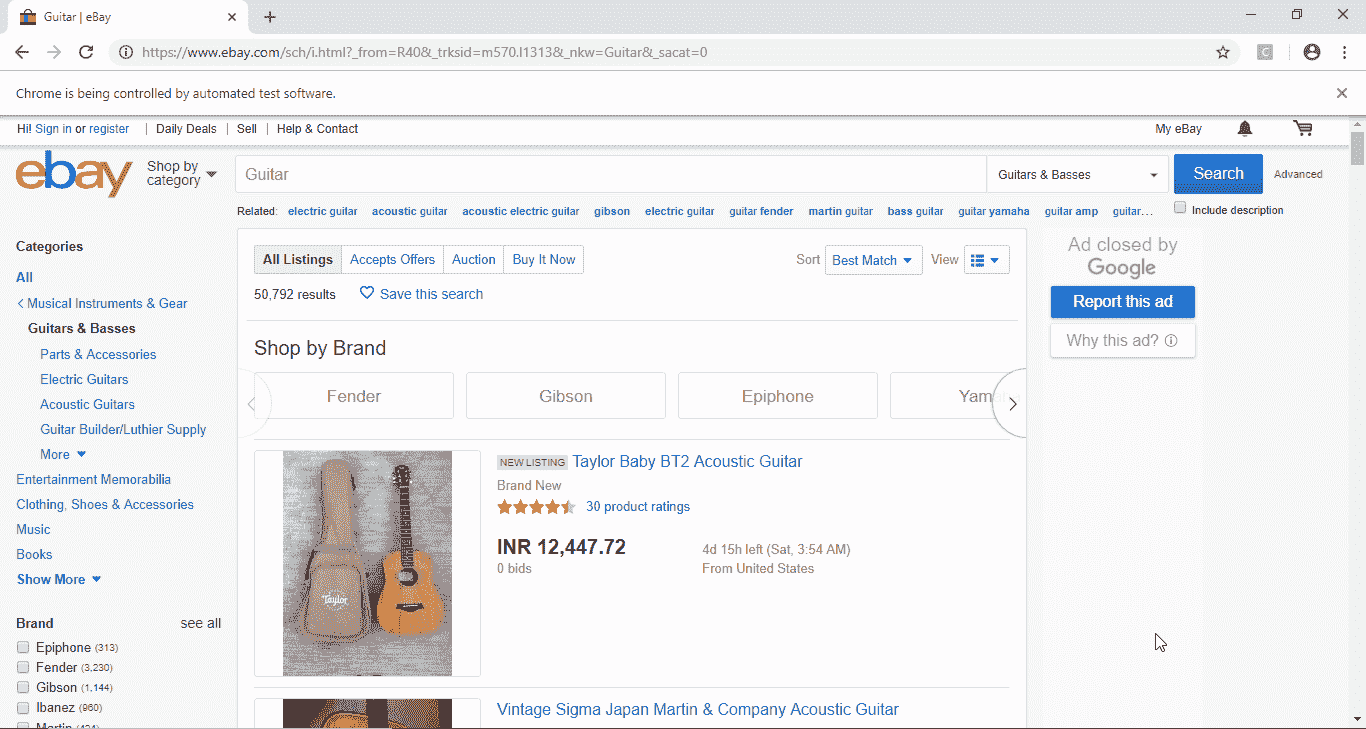 Guitar | eBay
https://www.ebay.com/sch/i.html?_from=R40&_trksid=m570.l1313&_nkw=Guitar&_sacat=0
Chrome is being controlled by automated test software.
Hi! Sign in or register | Daily Deals | Sell | Help & Contact My eBay
ebay Shop by category Guitar Guitars & Basses Search Advanced
Related: electric guitar acoustic guitar acoustic electric guitar gibson electric guitar guitar fender martin guitar bass guitar guitar yamaha guitar amp guitar... Include description
Categories
All
Musical Instruments & Gear
Guitars & Basses
Parts & Accessories
Electric Guitars
Acoustic Guitars
Guitar Builder/Luthier Supply
More
Entertainment Memorabilia
Clothing, Shoes & Accessories
Music
Books
Show More
Brand see all
Epiphone (313)
Fender (3,230)
Gibson (1,144)
Ibanez (960)
All Listings Accepts Offers Auction Buy It Now Sort Best Match View
50,792 results Save this search
Shop by Brand
Fender Gibson Epiphone
NEW LISTING Taylor Baby BT2 Acoustic Guitar
Brand New
30 product ratings
INR 12,447.72 4d 15h left (Sat, 3:54 AM)
0 bids From United States
Taylor
Vintage Sigma Japan Martin & Company Acoustic Guitar
Ad closed by
Google
Report this ad
Why this ad?